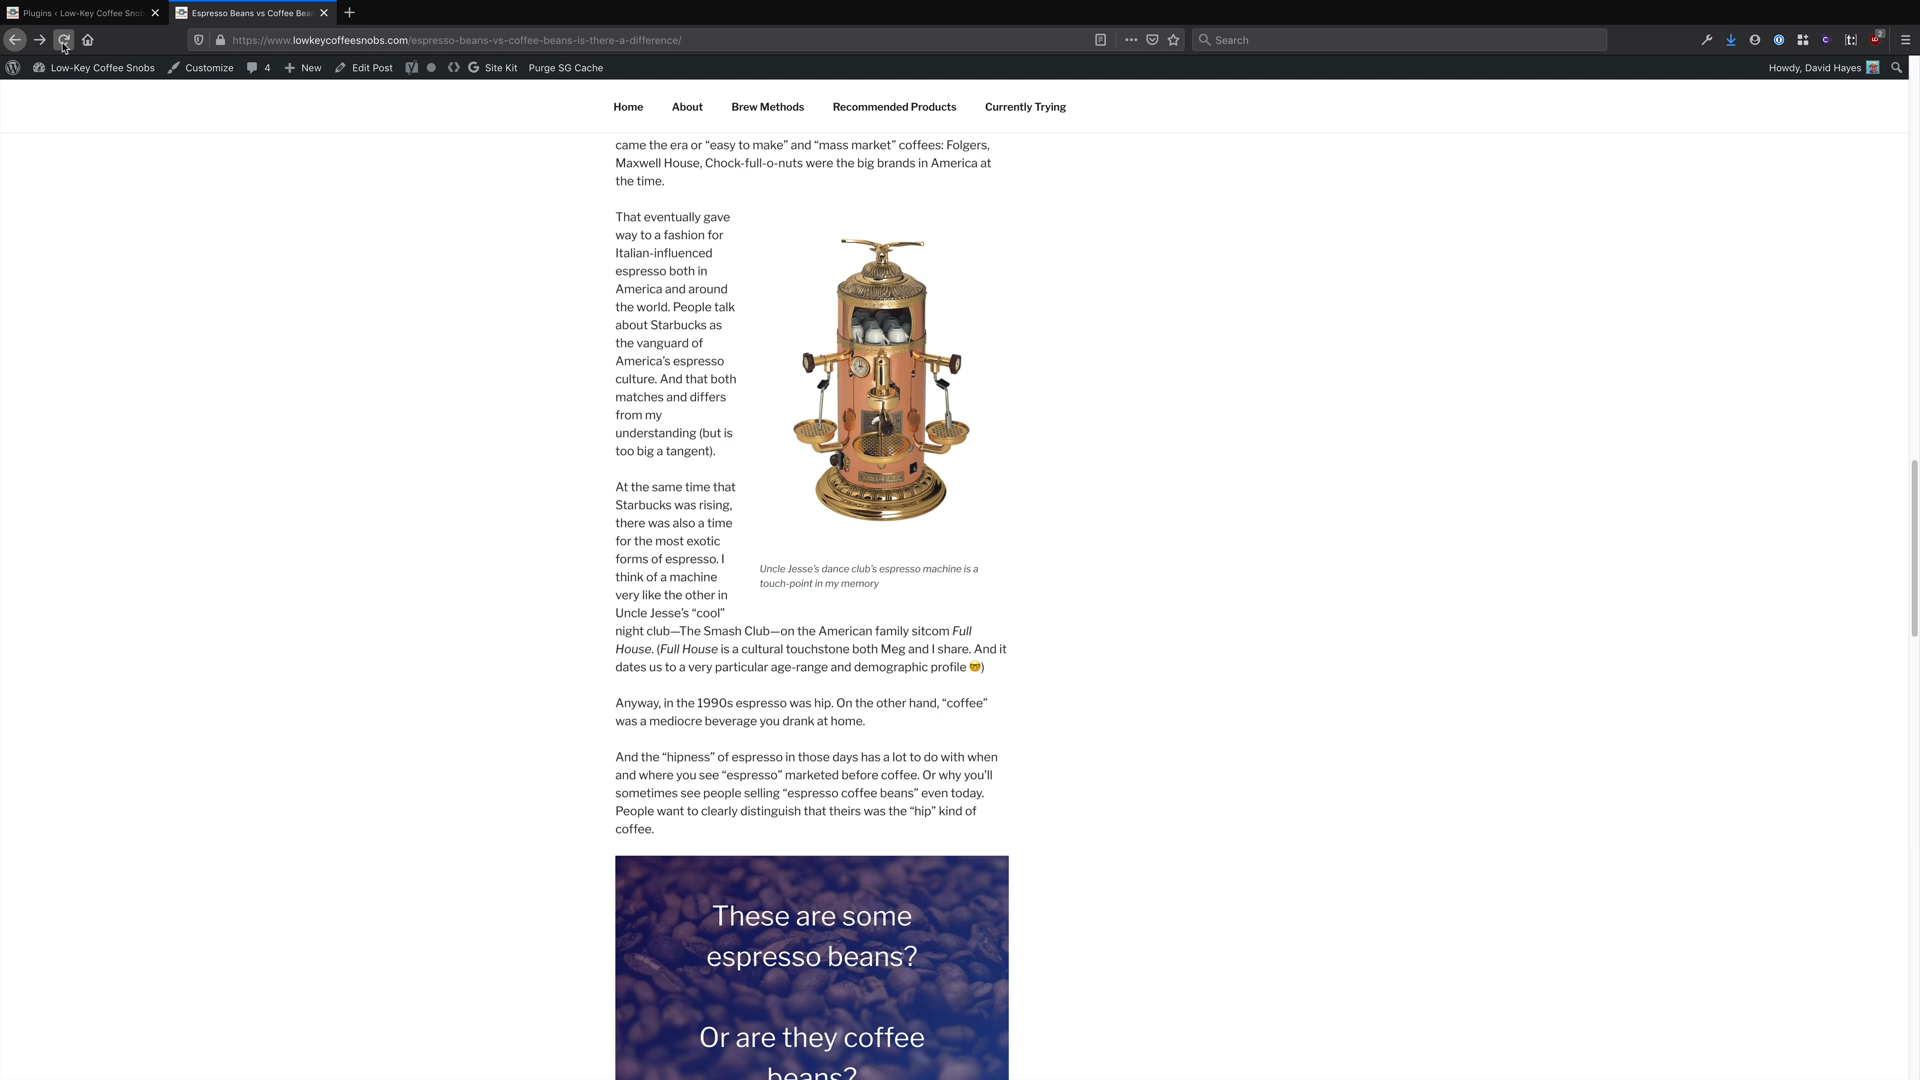 Plugins ‹ Low-Key Coffee Snob
Espresso Beans vs Coffee Bean
https://www.lowkeycoffeesnobs.com/espresso-beans-vs-coffee-beans-is-there-a-difference/
Search
2
Low-Key Coffee Snobs
Customize
4
New
Edit Post
Site Kit
Purge SG Cache
Howdy, David Hayes
Home
About
Brew Methods
Recommended Products
Currently Trying
came the era or “easy to make” and “mass market” coffees: Folgers,
Maxwell House, Chock-full-o-nuts were the big brands in America at
the time.
That eventually gave
way to a fashion for
Italian-influenced
espresso both in
America and around
the world. People talk
about Starbucks as
the vanguard of
America’s espresso
culture. And that both
matches and differs
from my
understanding (but is
too big a tangent).
At the same time that
Starbucks was rising,
there was also a time
for the most exotic
forms of espresso. I
think of a machine
very like the other in
Uncle Jesse’s “cool”
night club—The Smash Club—on the American family sitcom Full
House. (Full House is a cultural touchstone both Meg and I share. And it
dates us to a very particular age-range and demographic profile 🤓)
Uncle Jesse’s dance club’s espresso machine is a
touch-point in my memory
Anyway, in the 1990s espresso was hip. On the other hand, “coffee”
was a mediocre beverage you drank at home.
And the “hipness” of espresso in those days has a lot to do with when
and where you see “espresso” marketed before coffee. Or why you’ll
sometimes see people selling “espresso coffee beans” even today.
People want to clearly distinguish that theirs was the “hip” kind of
coffee.
These are some
espresso beans?
Or are they coffee
beans?